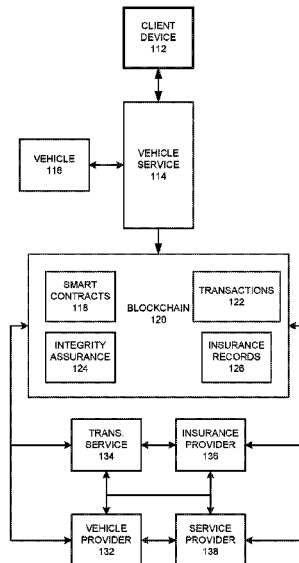 CLIENT
DEVICE
112
VEHICLE
116
VEHICLE
SERVICE
114
SMART
CONTRACTS
118
BLOCKCHAIN
120
TRANSACTIONS
122
INTEGRITY
ASSURANCE
124
INSURANCE
RECORDS
126
TRANS.
SERVICE
134
INSURANCE
PROVIDER
136
VEHICLE
PROVIDER
132
SERVICE
PROVIDER
138